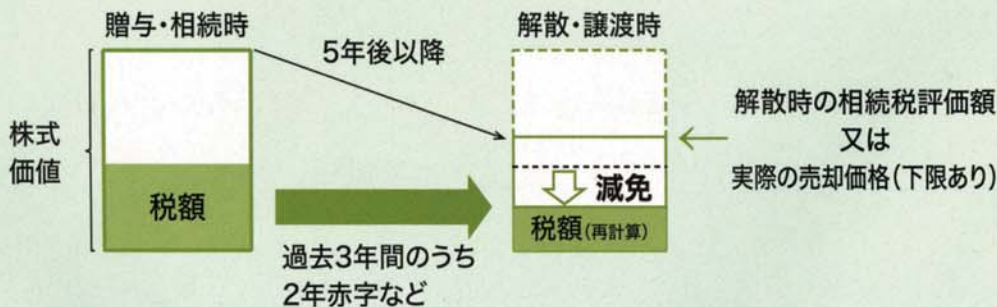 贈与・相続時
解散・譲渡時
5年後以降
株式
価値
税額
減免
税額(再計算)
解散時の相続税評価額
又は
実際の売却価格(下限あり)
過去3年間のうち
2年赤字など